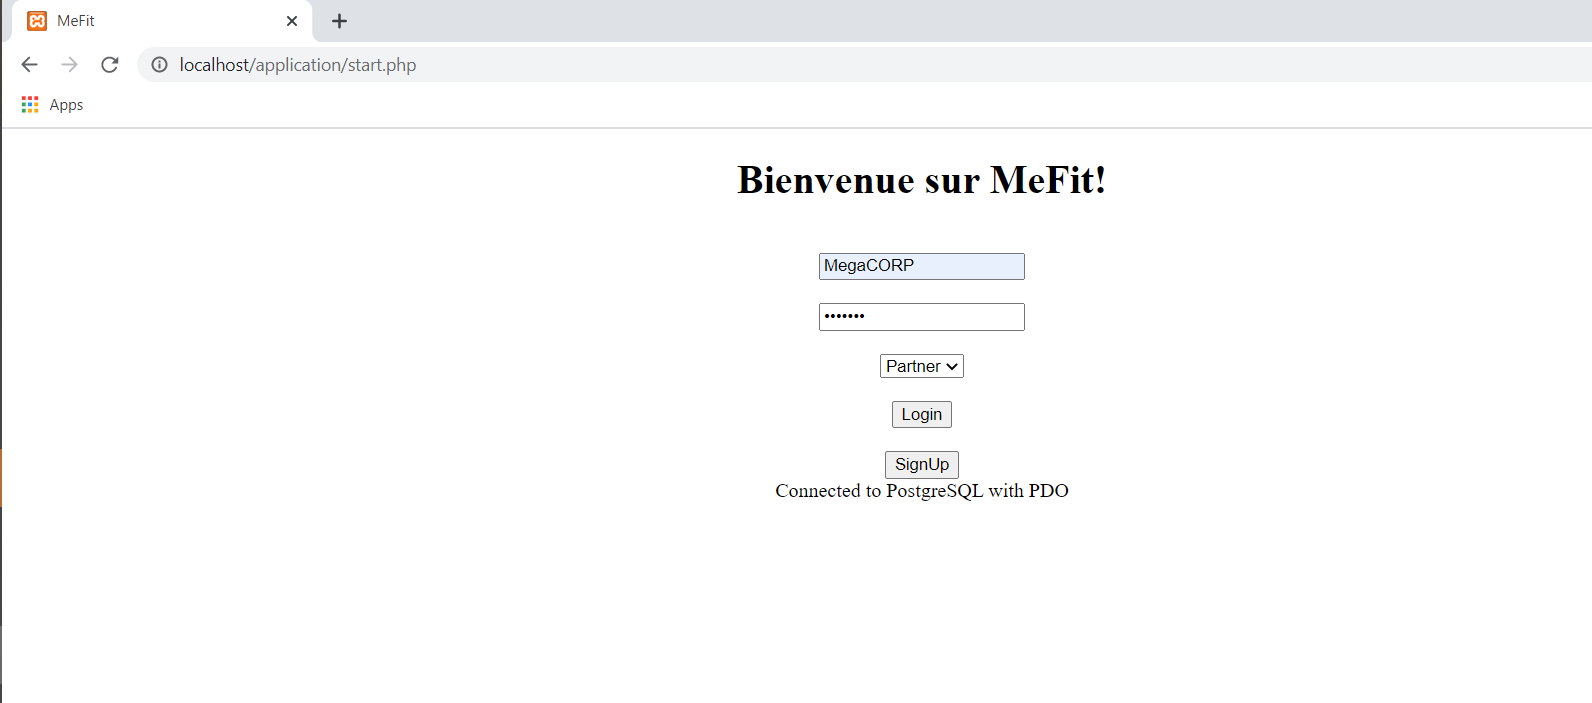 MeFit
localhost/application/start.php
Apps
Bienvenue sur MeFit!
MegaCORP
•••••••
Partner
Login
SignUp
Connected to PostgreSQL with PDO